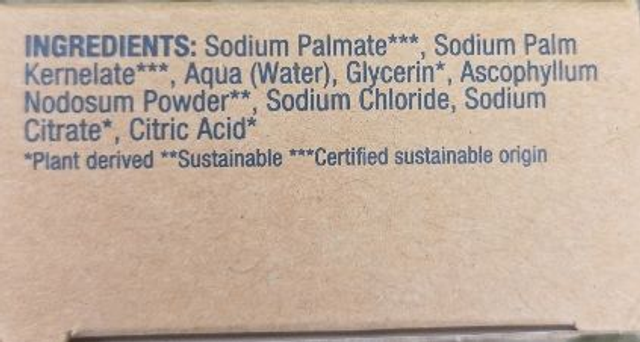 INGREDIENTS: Sodium Palmate***, Sodium Palm
Kernelate***, Aqua (Water), Glycerin*, Ascophyllum
Nodosum Powder**, Sodium Chloride, Sodium
Citrate*, Citric Acid*
*Plant derived **Sustainable ***Certified sustainable origin